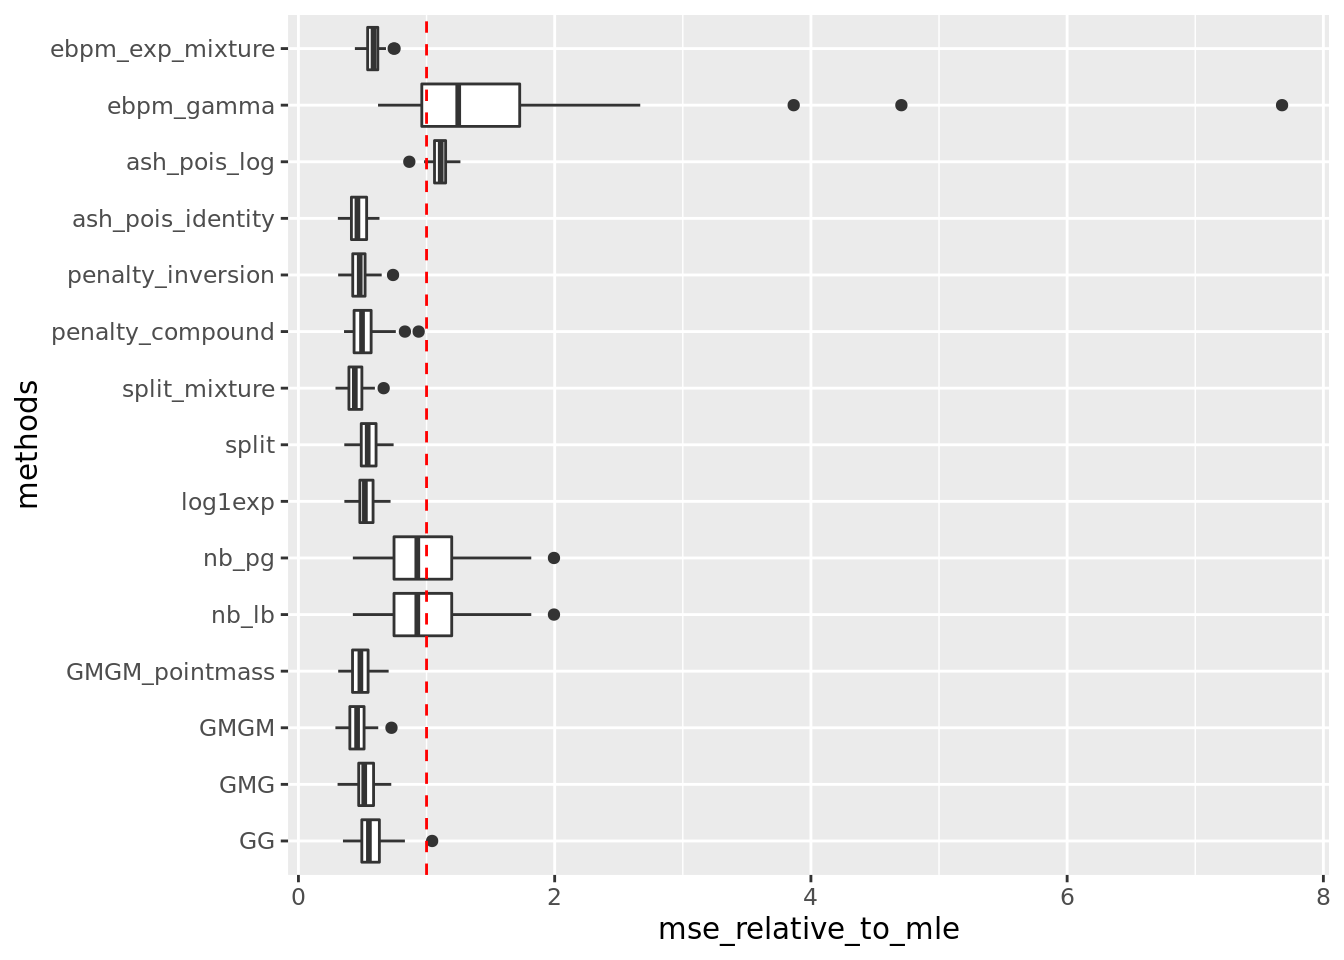 ebpm_exp_mixture
ebpm_gamma
ash_pois_log
ash_pois_identity
penalty_inversion
penalty_compound
split_mixture
split
log1exp
nb_pg
nb_lb
GMGM_pointmass
GMGM
GMG
GG
methods
0 2 4 6 8
mse_relative_to_mle